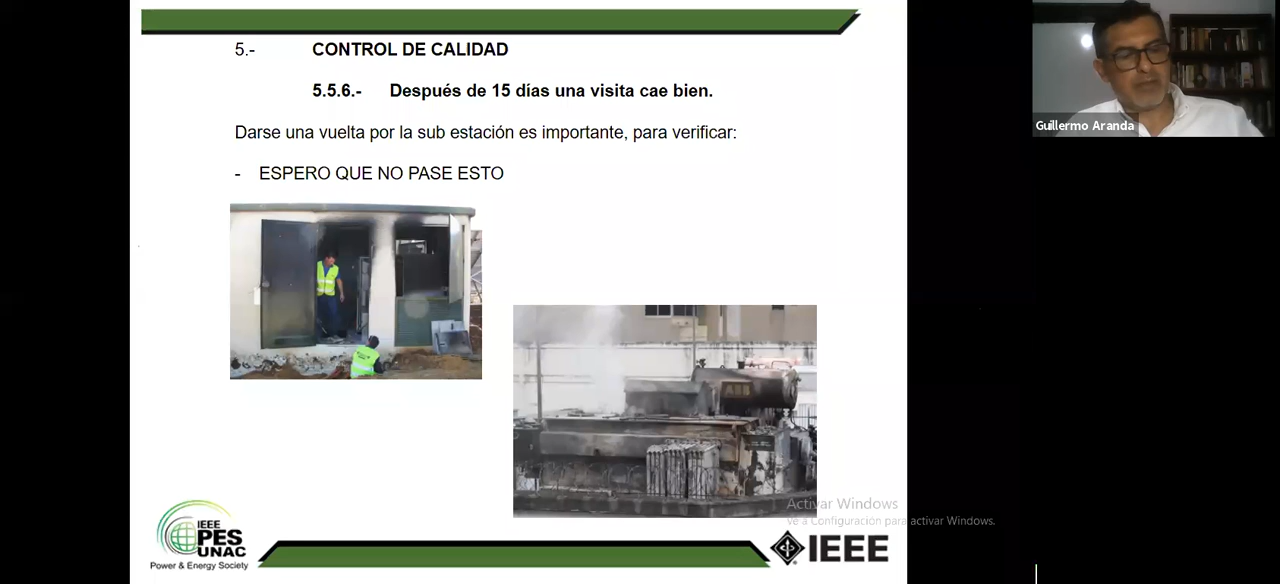 5.- CONTROL DE CALIDAD
5.5.6.- Después de 15 días una visita cae bien.
Darse una vuelta por la sub estación es importante, para verificar:
- ESPERO QUE NO PASE ESTO
ABB
IEEE
PES
UNAC
Power & Energy Society
IEEE
Activar Windows
Ve a Configuración para activar Windows.
Guillermo Aranda